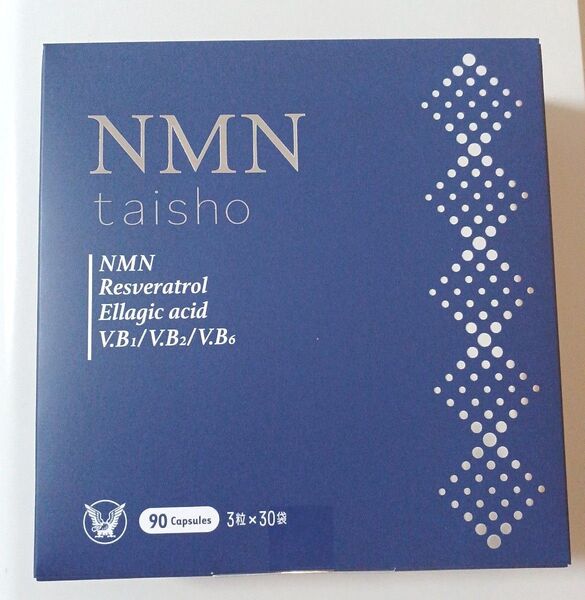 NMN
taisho
NMN
Resveratrol
Ellagic acid
V.B₁/V.B₂/V.B₆
90 Capsules 3粒×30袋